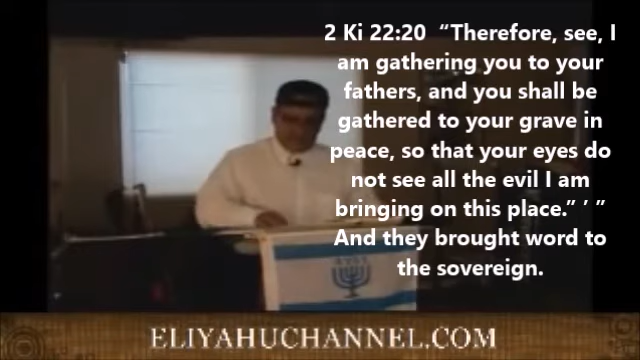 2 Ki 22:20 “Therefore, see, I
am gathering you to your
fathers, and you shall be
gathered to your grave in
peace, so that your eyes do
not see all the evil I am
bringing on this place.” ’ ”
And they brought word to
the sovereign.
ELIYAHUCHANNEL.COM